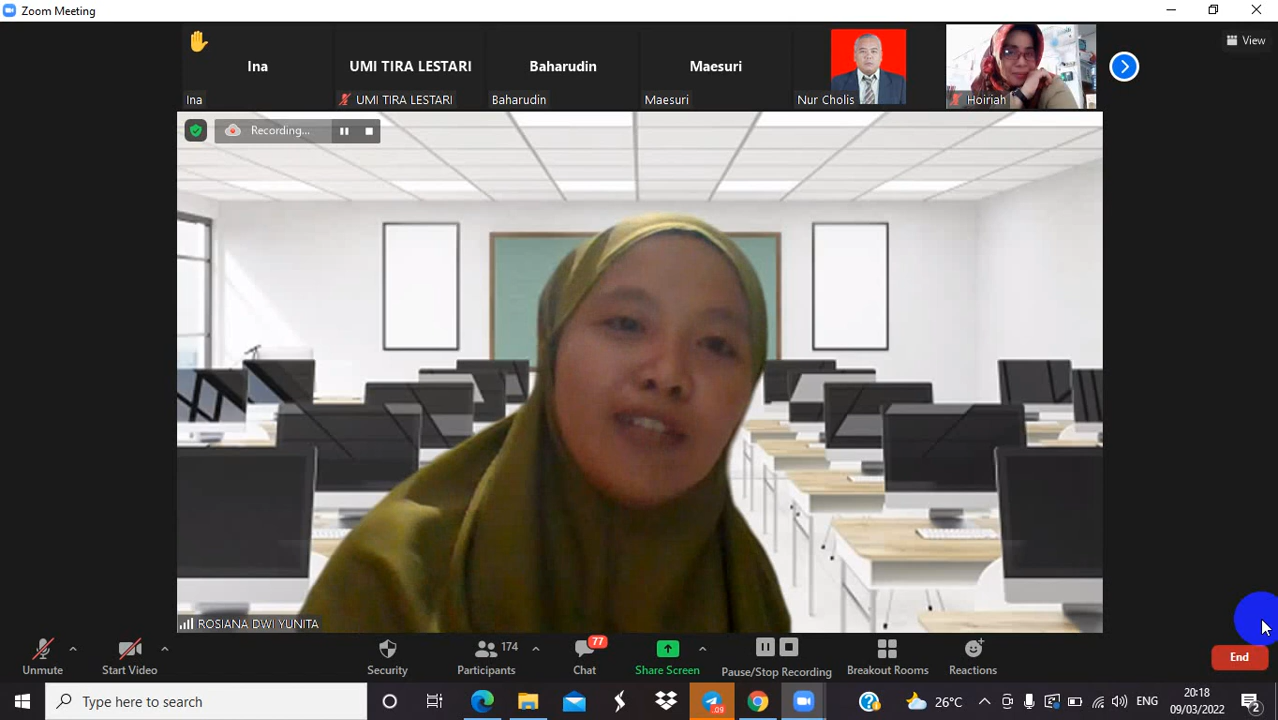 Zoom Meeting
View
Ina
UMI TIRA LESTARI
Baharudin
Maesuri
Ina
UMI TIRA LESTARI
Baharudin
Maesuri
Nur Cholis
Hoiriah
Recording...
ROSIANA DWI YUNITA
Unmute
Start Video
Security
174
Participants
77
Chat
Share Screen
Pause/Stop Recording
Breakout Rooms
Reactions
End
Type here to search
.09
26°C
ENG
20:18
09/03/2022
2